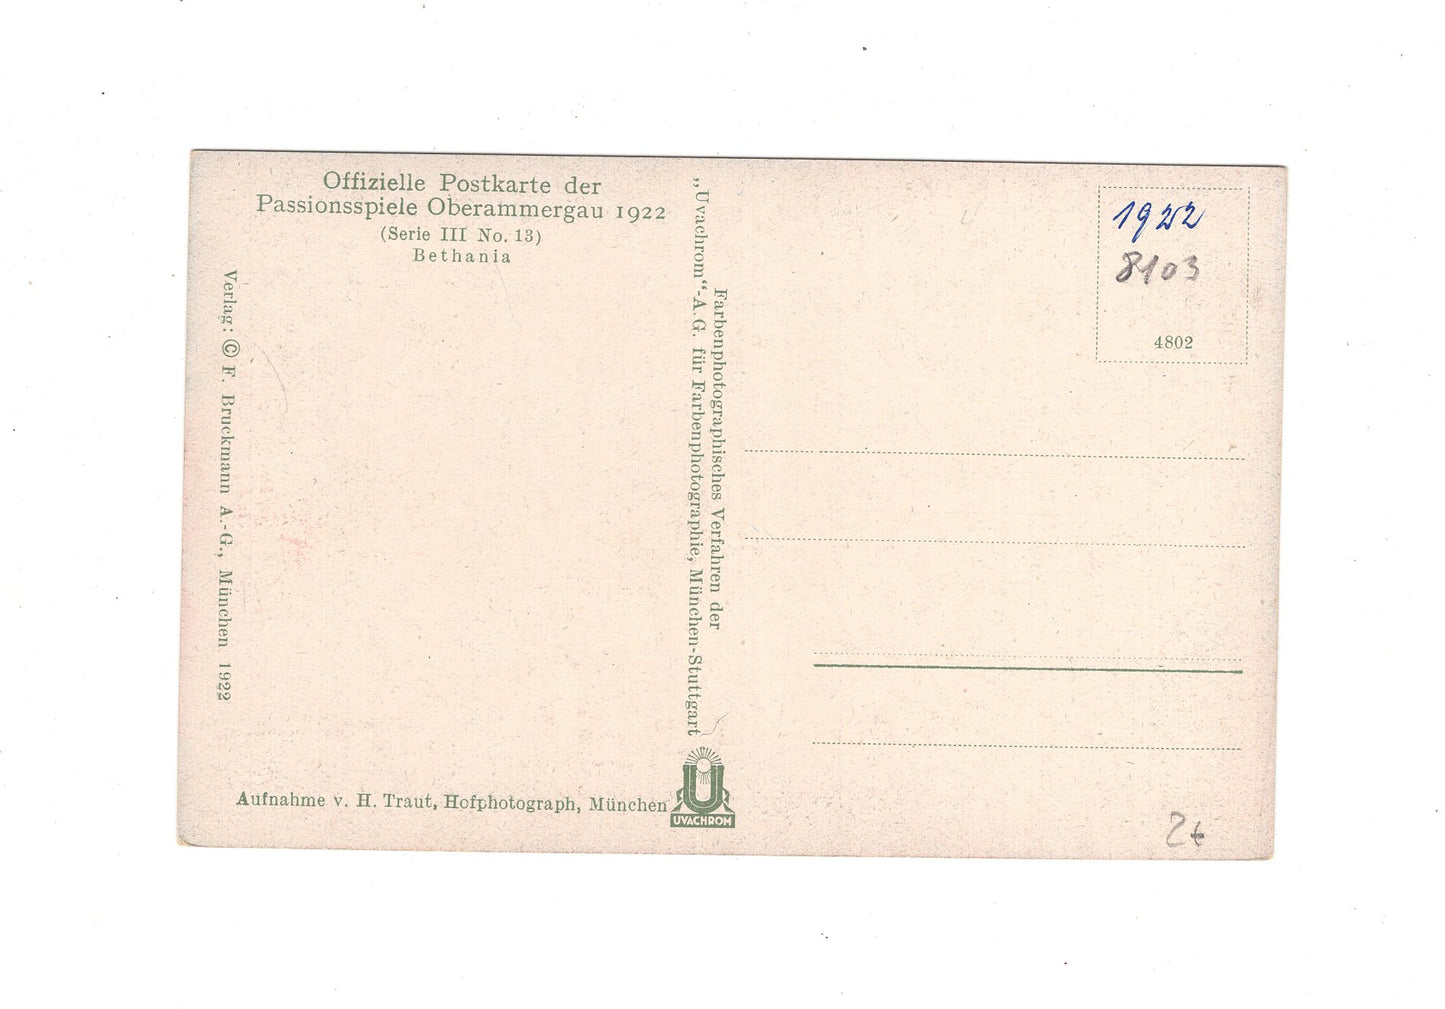 Offizielle Postkarte der
Passionsspiele Oberammergau 1922
(Serie III No. 13)
Bethania
Verlag: © F. Bruckmann A.-G., München 1922
Aufnahme v. H. Traut, Hofphotograph, München
Farbenphotographisches Verfahren der
„Uvachrom“-A. G. für Farbenphotographie, München-Stuttgart
UVACHROM
1922
8103
4802
2€